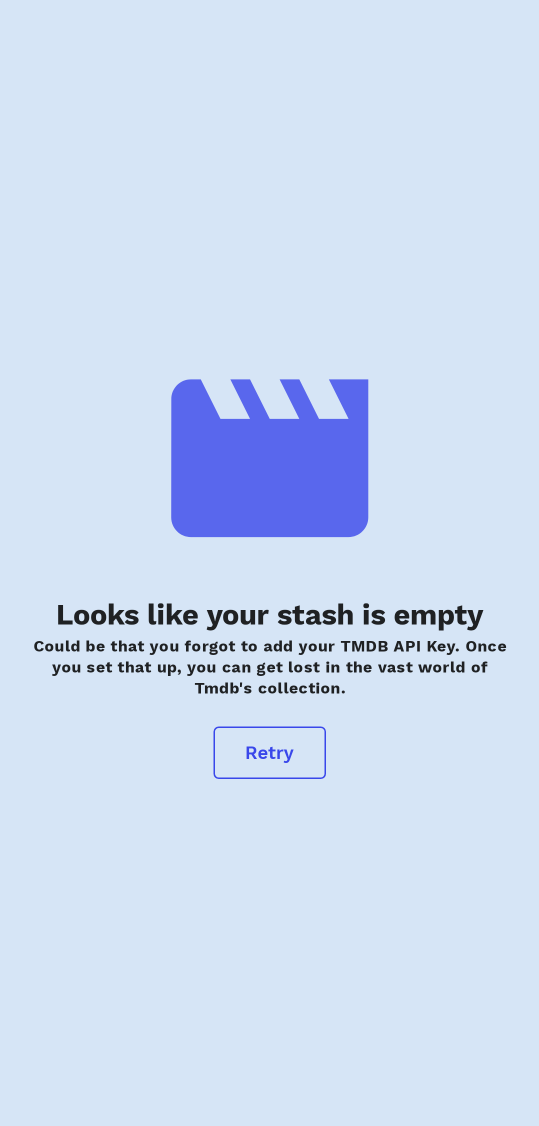 Looks like your stash is empty
Could be that you forgot to add your TMDB API Key. Once
you set that up, you can get lost in the vast world of
Tmdb's collection.
Retry